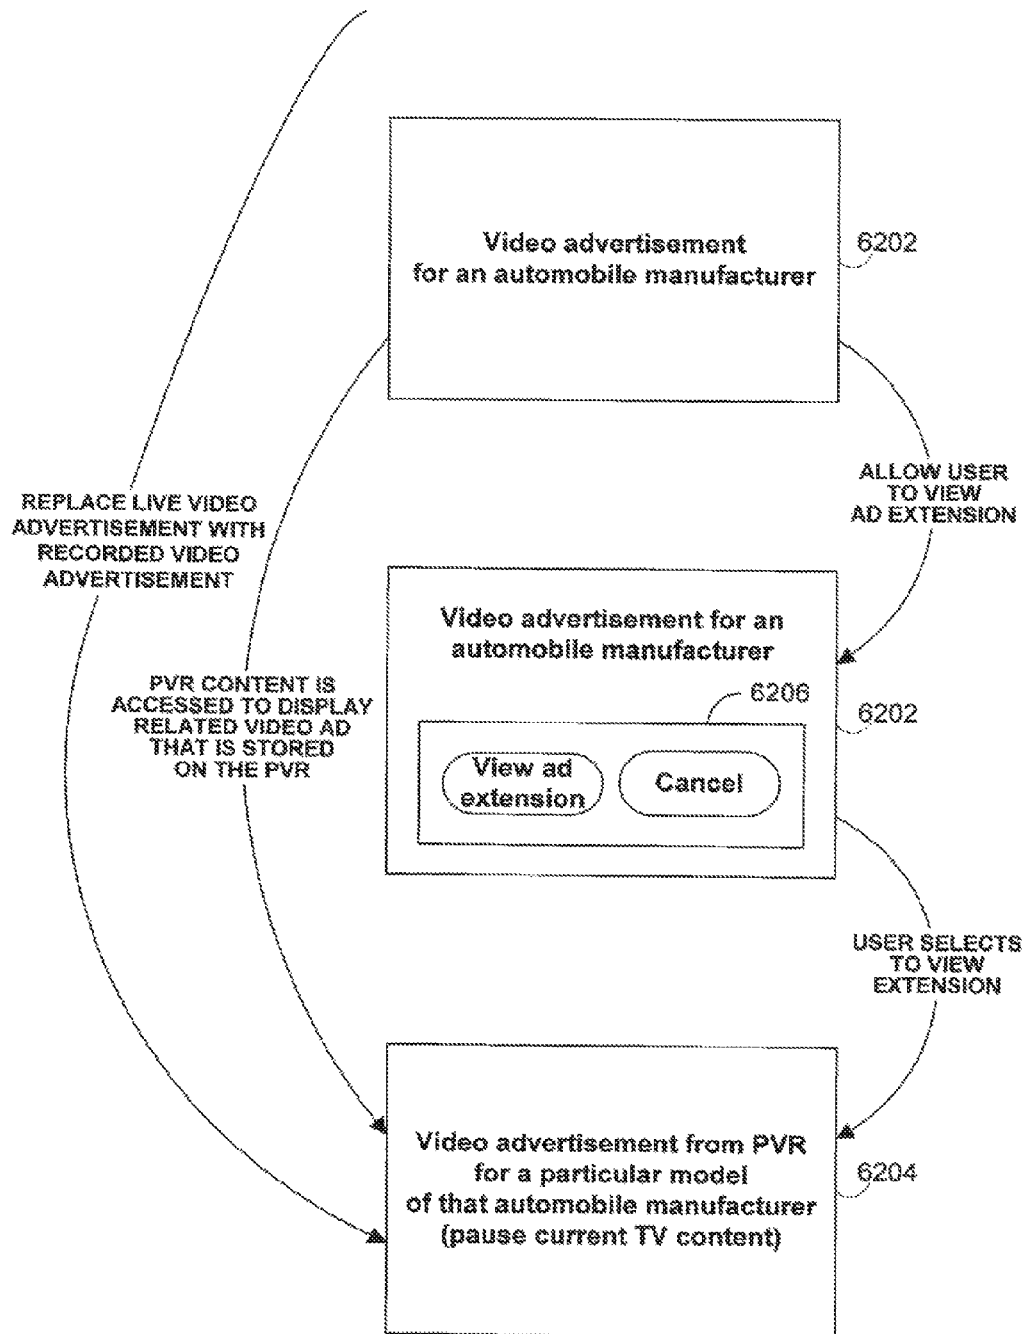 Video advertisement
for an automobile manufacturer
6202
ALLOW USER
TO VIEW
AD EXTENSION
REPLACE LIVE VIDEO
ADVERTISEMENT WITH
RECORDED VIDEO
ADVERTISEMENT
Video advertisement for an
automobile manufacturer
6206
PVR CONTENT IS
ACCESSED TO DISPLAY
RELATED VIDEO AD
THAT IS STORED
ON THE PVR
6202
View ad
extension
Cancel
USER SELECTS
TO VIEW
EXTENSION
Video advertisement from PVR
for a particular model
of that automobile manufacturer
(pause current TV content)
6204